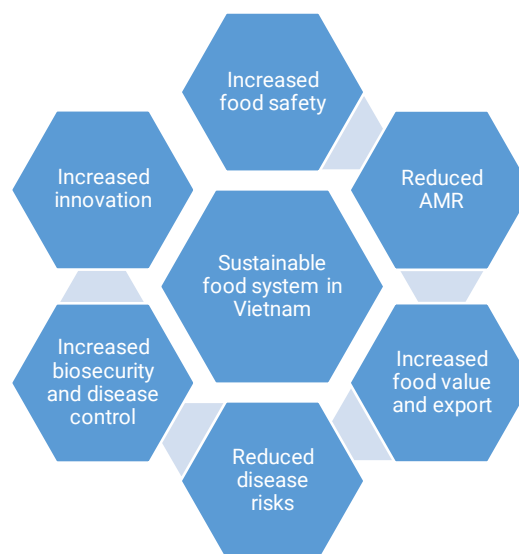 Increased
food safety
Reduced
AMR
Increased
food value
and export
Reduced
disease
risks
Increased
biosecurity
and disease
control
Increased
innovation
Sustainable
food system in
Vietnam